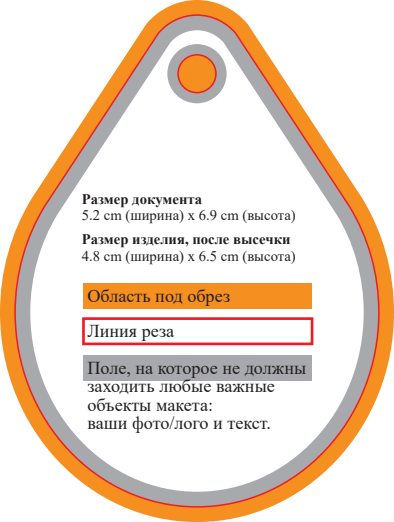 Размер документа
5.2 cm (ширина) x 6.9 cm (высота)
Размер изделия, после высечки
4.8 cm (ширина) x 6.5 cm (высота)
Область под обрез
Линия реза
Поле, на которое не должны
заходить любые важные
объекты макета:
ваши фото/лого и текст.